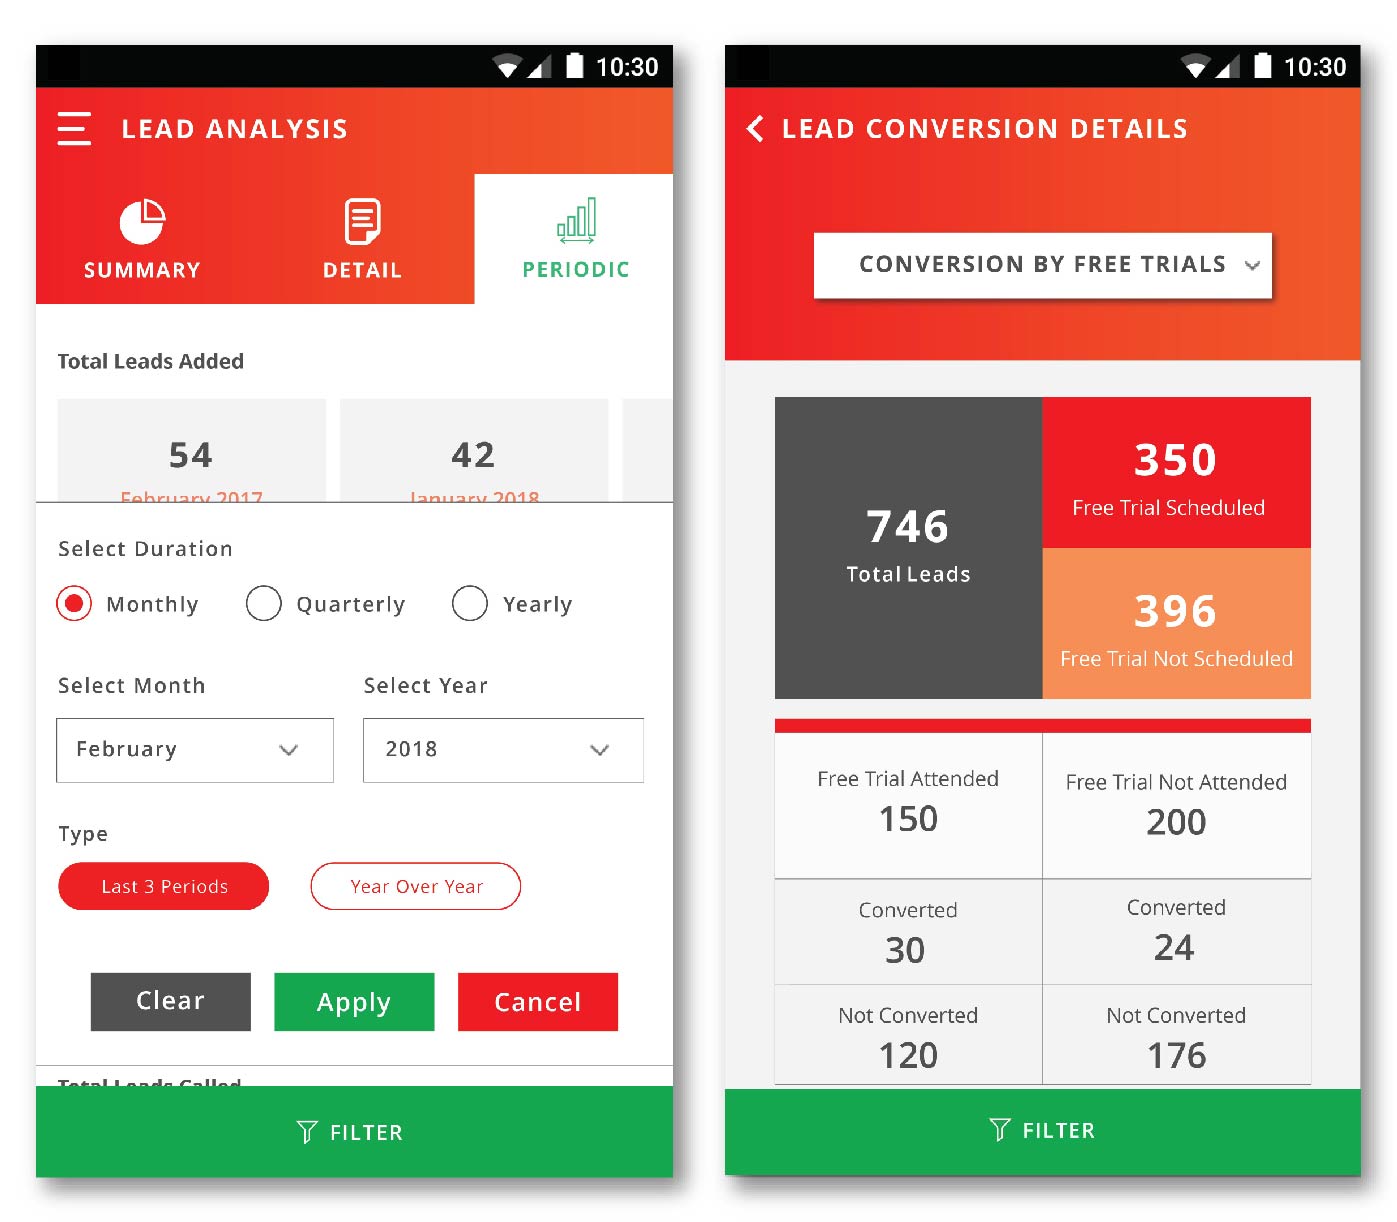 10:30
LEAD ANALYSIS
SUMMARY
DETAIL
PERIODIC
Total Leads Added
54
42
February 2017
January 2018
Select Duration
Monthly
Quarterly
Yearly
Select Month
Select Year
February
2018
Type
Last 3 Periods
Year Over Year
Clear
Apply
Cancel
Total Leads Called
FILTER
10:30
LEAD CONVERSION DETAILS
CONVERSION BY FREE TRIALS
746
Total Leads
350
Free Trial Scheduled
396
Free Trial Not Scheduled
Free Trial Attended
150
Free Trial Not Attended
200
Converted
30
Converted
24
Not Converted
120
Not Converted
176
FILTER